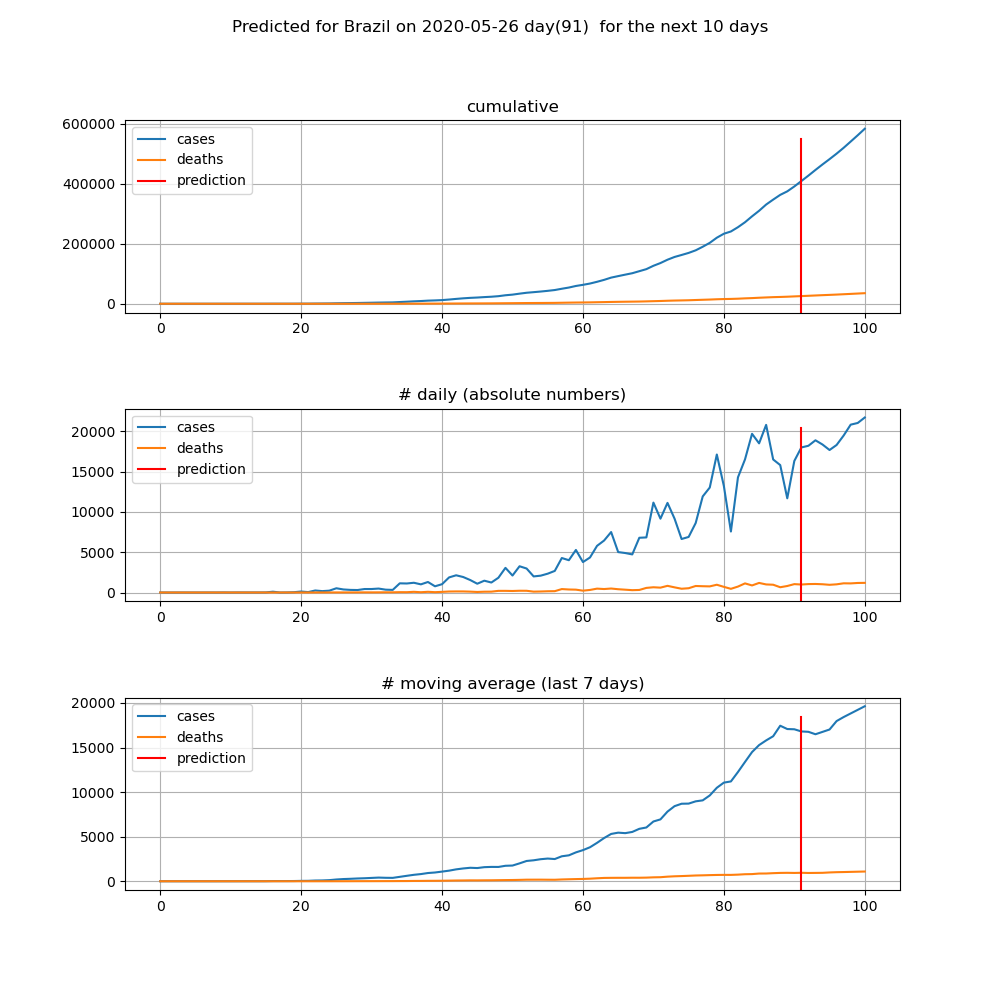 Predicted for Brazil on 2020-05-26 day(91)  for the next 10 days
cumulative
600000
400000
200000
0
cases
deaths
prediction
0 20 40 60 80 100
# daily (absolute numbers)
20000
15000
10000
5000
0
cases
deaths
prediction
0 20 40 60 80 100
# moving average (last 7 days)
20000
15000
10000
5000
0
cases
deaths
prediction
0 20 40 60 80 100